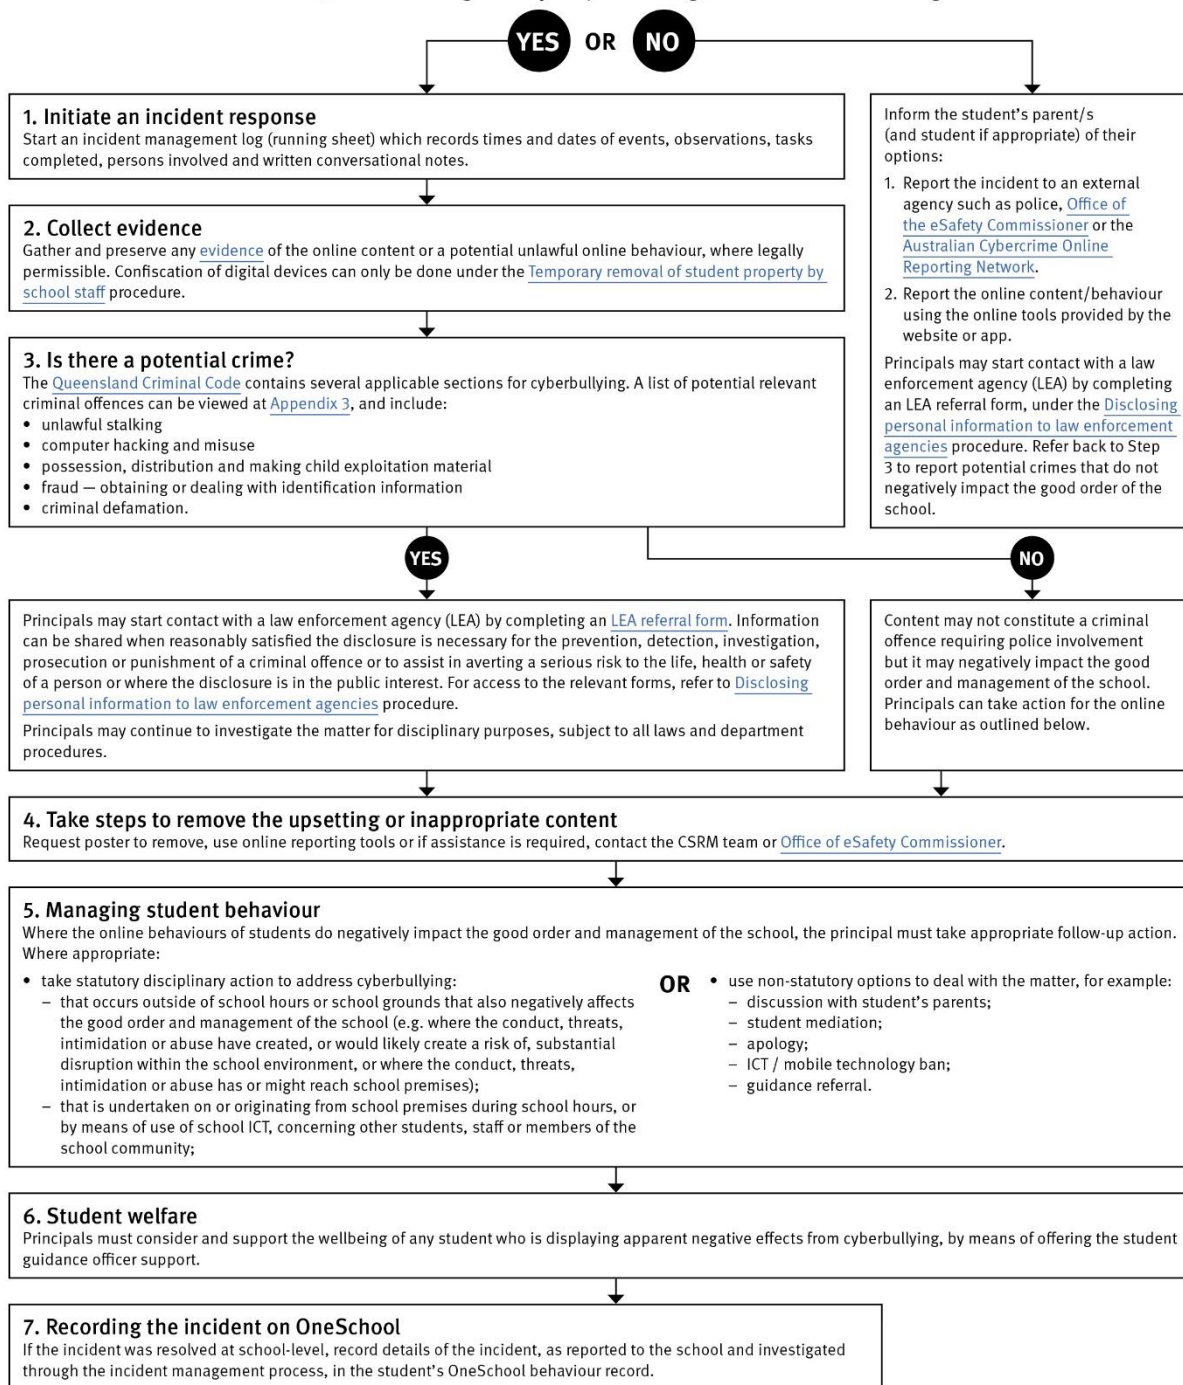 YES OR NO
1. Initiate an incident response
Start an incident management log (running sheet) which records times and dates of events, observations, tasks
completed, persons involved and written conversational notes.
2. Collect evidence
Gather and preserve any evidence of the online content or a potential unlawful online behaviour, where legally
permissible. Confiscation of digital devices can only be done under the Temporary removal of student property by
school staff procedure.
3. Is there a potential crime?
The Queensland Criminal Code contains several applicable sections for cyberbullying. A list of potential relevant
criminal offences can be viewed at Appendix 3, and include:
• unlawful stalking
• computer hacking and misuse
• possession, distribution and making child exploitation material
• fraud — obtaining or dealing with identification information
• criminal defamation.
Inform the student's parent/s
(and student if appropriate) of their
options:
1. Report the incident to an external
agency such as police, Office of
the eSafety Commissioner or the
Australian Cybercrime Online
Reporting Network.
2. Report the online content/behaviour
using the online tools provided by the
website or app.
Principals may start contact with a law
enforcement agency (LEA) by completing
an LEA referral form, under the Disclosing
personal information to law enforcement
agencies procedure. Refer back to Step
3 to report potential crimes that do not
negatively impact the good order of the
school.
YES
NO
Principals may start contact with a law enforcement agency (LEA) by completing an LEA referral form. Information
can be shared when reasonably satisfied the disclosure is necessary for the prevention, detection, investigation,
prosecution or punishment of a criminal offence or to assist in averting a serious risk to the life, health or safety
of a person or where the disclosure is in the public interest. For access to the relevant forms, refer to Disclosing
personal information to law enforcement agencies procedure.
Principals may continue to investigate the matter for disciplinary purposes, subject to all laws and department
procedures.
Content may not constitute a criminal
offence requiring police involvement
but it may negatively impact the good
order and management of the school.
Principals can take action for the online
behaviour as outlined below.
4. Take steps to remove the upsetting or inappropriate content
Request poster to remove, use online reporting tools or if assistance is required, contact the CSRM team or Office of eSafety Commissioner.
5. Managing student behaviour
Where the online behaviours of students do negatively impact the good order and management of the school, the principal must take appropriate follow-up action.
Where appropriate:
• take statutory disciplinary action to address cyberbullying:
– that occurs outside of school hours or school grounds that also negatively affects
the good order and management of the school (e.g. where the conduct, threats,
intimidation or abuse have created, or would likely create a risk of, substantial
disruption within the school environment, or where the conduct, threats,
intimidation or abuse has or might reach school premises);
– that is undertaken on or originating from school premises during school hours, or
by means of use of school ICT, concerning other students, staff or members of the
school community;
OR
• use non-statutory options to deal with the matter, for example:
– discussion with student's parents;
– student mediation;
– apology;
– ICT / mobile technology ban;
– guidance referral.
6. Student welfare
Principals must consider and support the wellbeing of any student who is displaying apparent negative effects from cyberbullying, by means of offering the student
guidance officer support.
7. Recording the incident on OneSchool
If the incident was resolved at school-level, record details of the incident, as reported to the school and investigated
through the incident management process, in the student's OneSchool behaviour record.